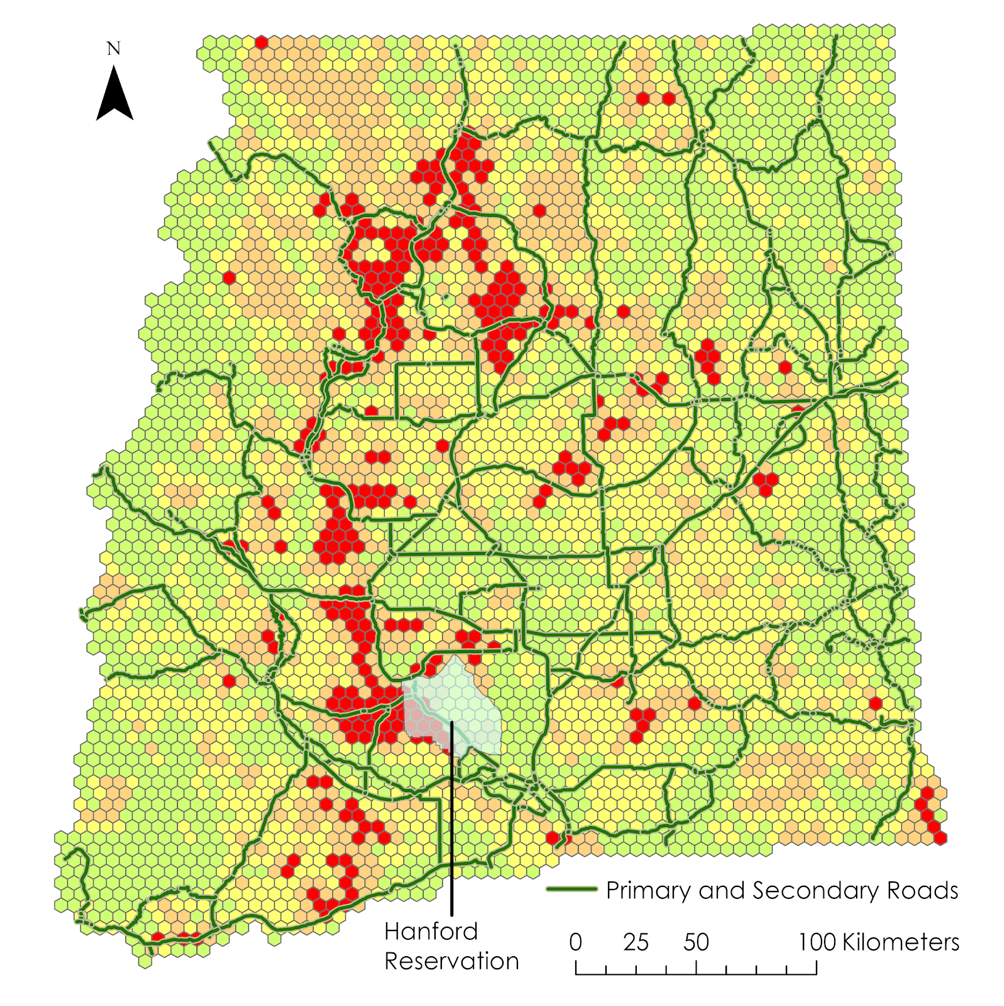 N
Primary and Secondary Roads
Hanford
Reservation
0 25 50 100 Kilometers